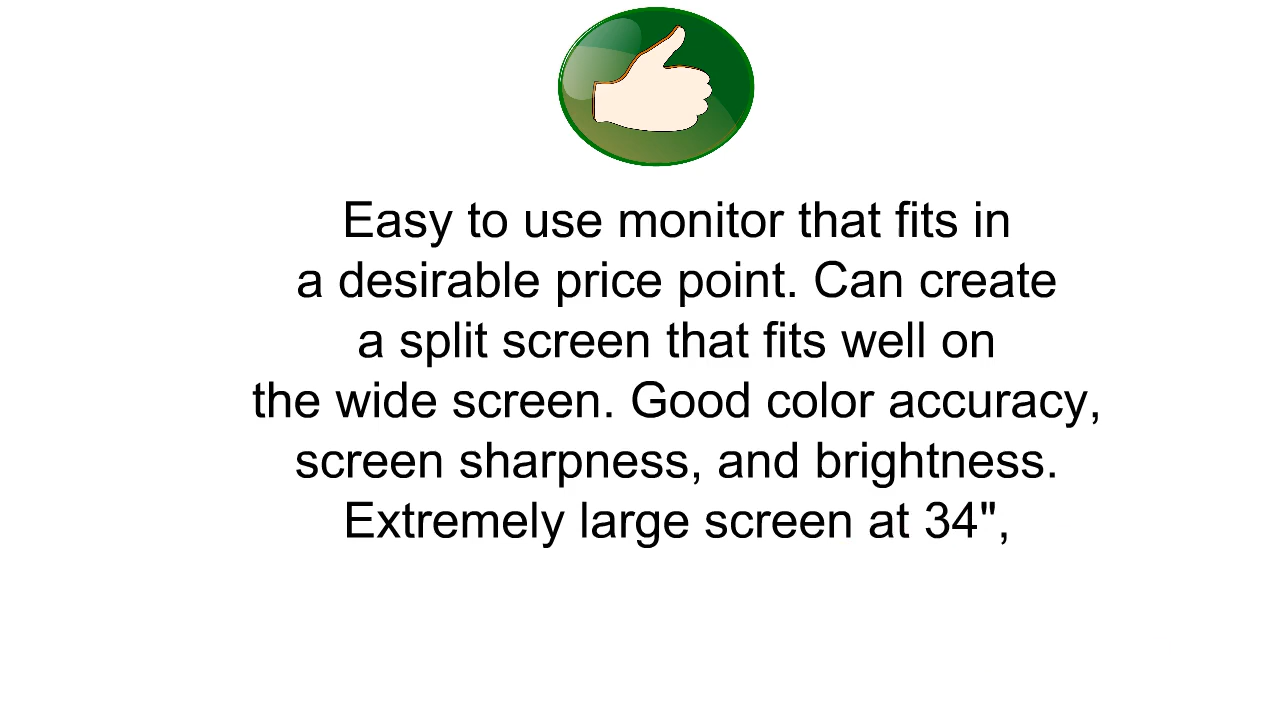 Easy to use monitor that fits in
a desirable price point. Can create
a split screen that fits well on
the wide screen. Good color accuracy,
screen sharpness, and brightness.
Extremely large screen at 34",